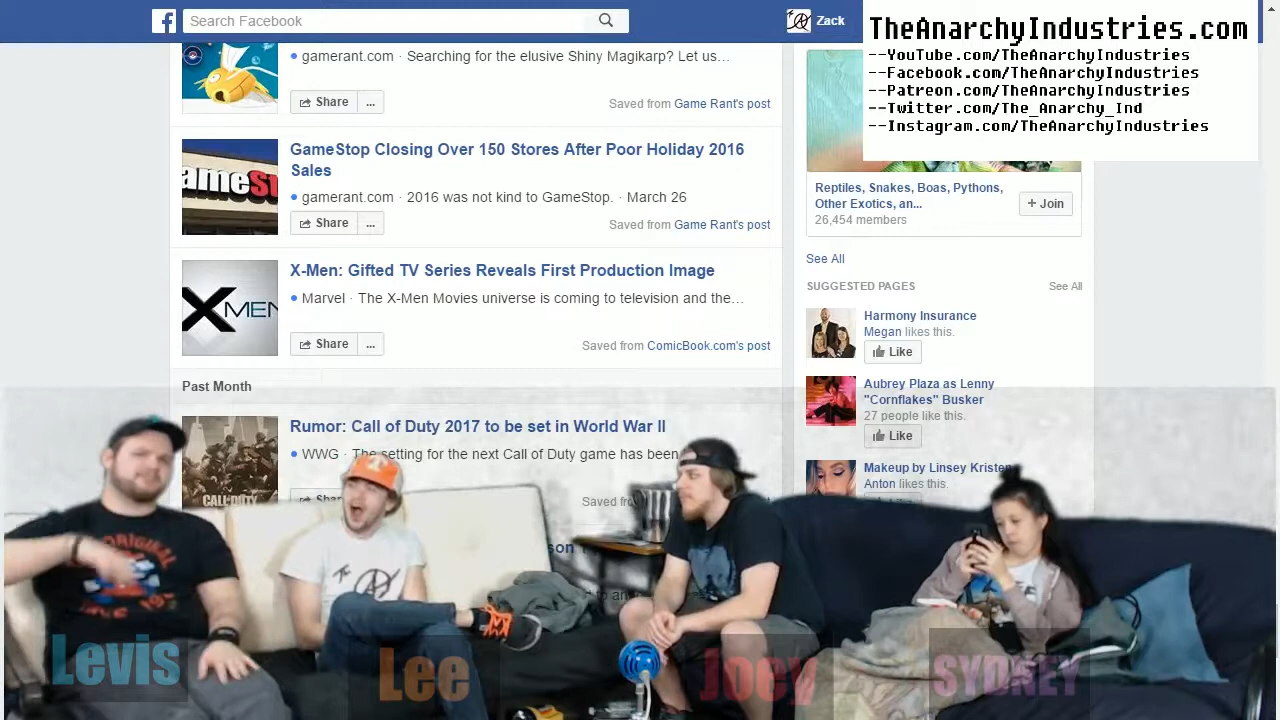 Search Facebook
Zack
TheAnarchyIndustries.com
--YouTube.com/TheAnarchyIndustries
--Facebook.com/TheAnarchyIndustries
--Patreon.com/TheAnarchyIndustries
--Twitter.com/The_Anarchy_Ind
--Instagram.com/TheAnarchyIndustries
gamerant.com · Searching for the elusive Shiny Magikarp? Let us...
Share
...
Saved from Game Rant's post
GameStop Closing Over 150 Stores After Poor Holiday 2016
Sales
gamerant.com · 2016 was not kind to GameStop. · March 26
Share
...
Saved from Game Rant's post
X-Men: Gifted TV Series Reveals First Production Image
X MEN
Marvel · The X-Men Movies universe is coming to television and the...
Share
...
Saved from ComicBook.com's post
Past Month
Rumor: Call of Duty 2017 to be set in World War II
WWG · The setting for the next Call of Duty game has been
CALL OF DUTY
Reptiles, Snakes, Boas, Pythons,
Other Exotics, an...
26,454 members
+ Join
See All
SUGGESTED PAGES
See All
Harmony Insurance
Megan likes this.
Like
Aubrey Plaza as Lenny
"Cornflakes" Busker
27 people like this.
Like
Makeup by Linsey Kristen
Anton likes this.
ORIGINAL
Levis
Lee
Joey
SYDNEY